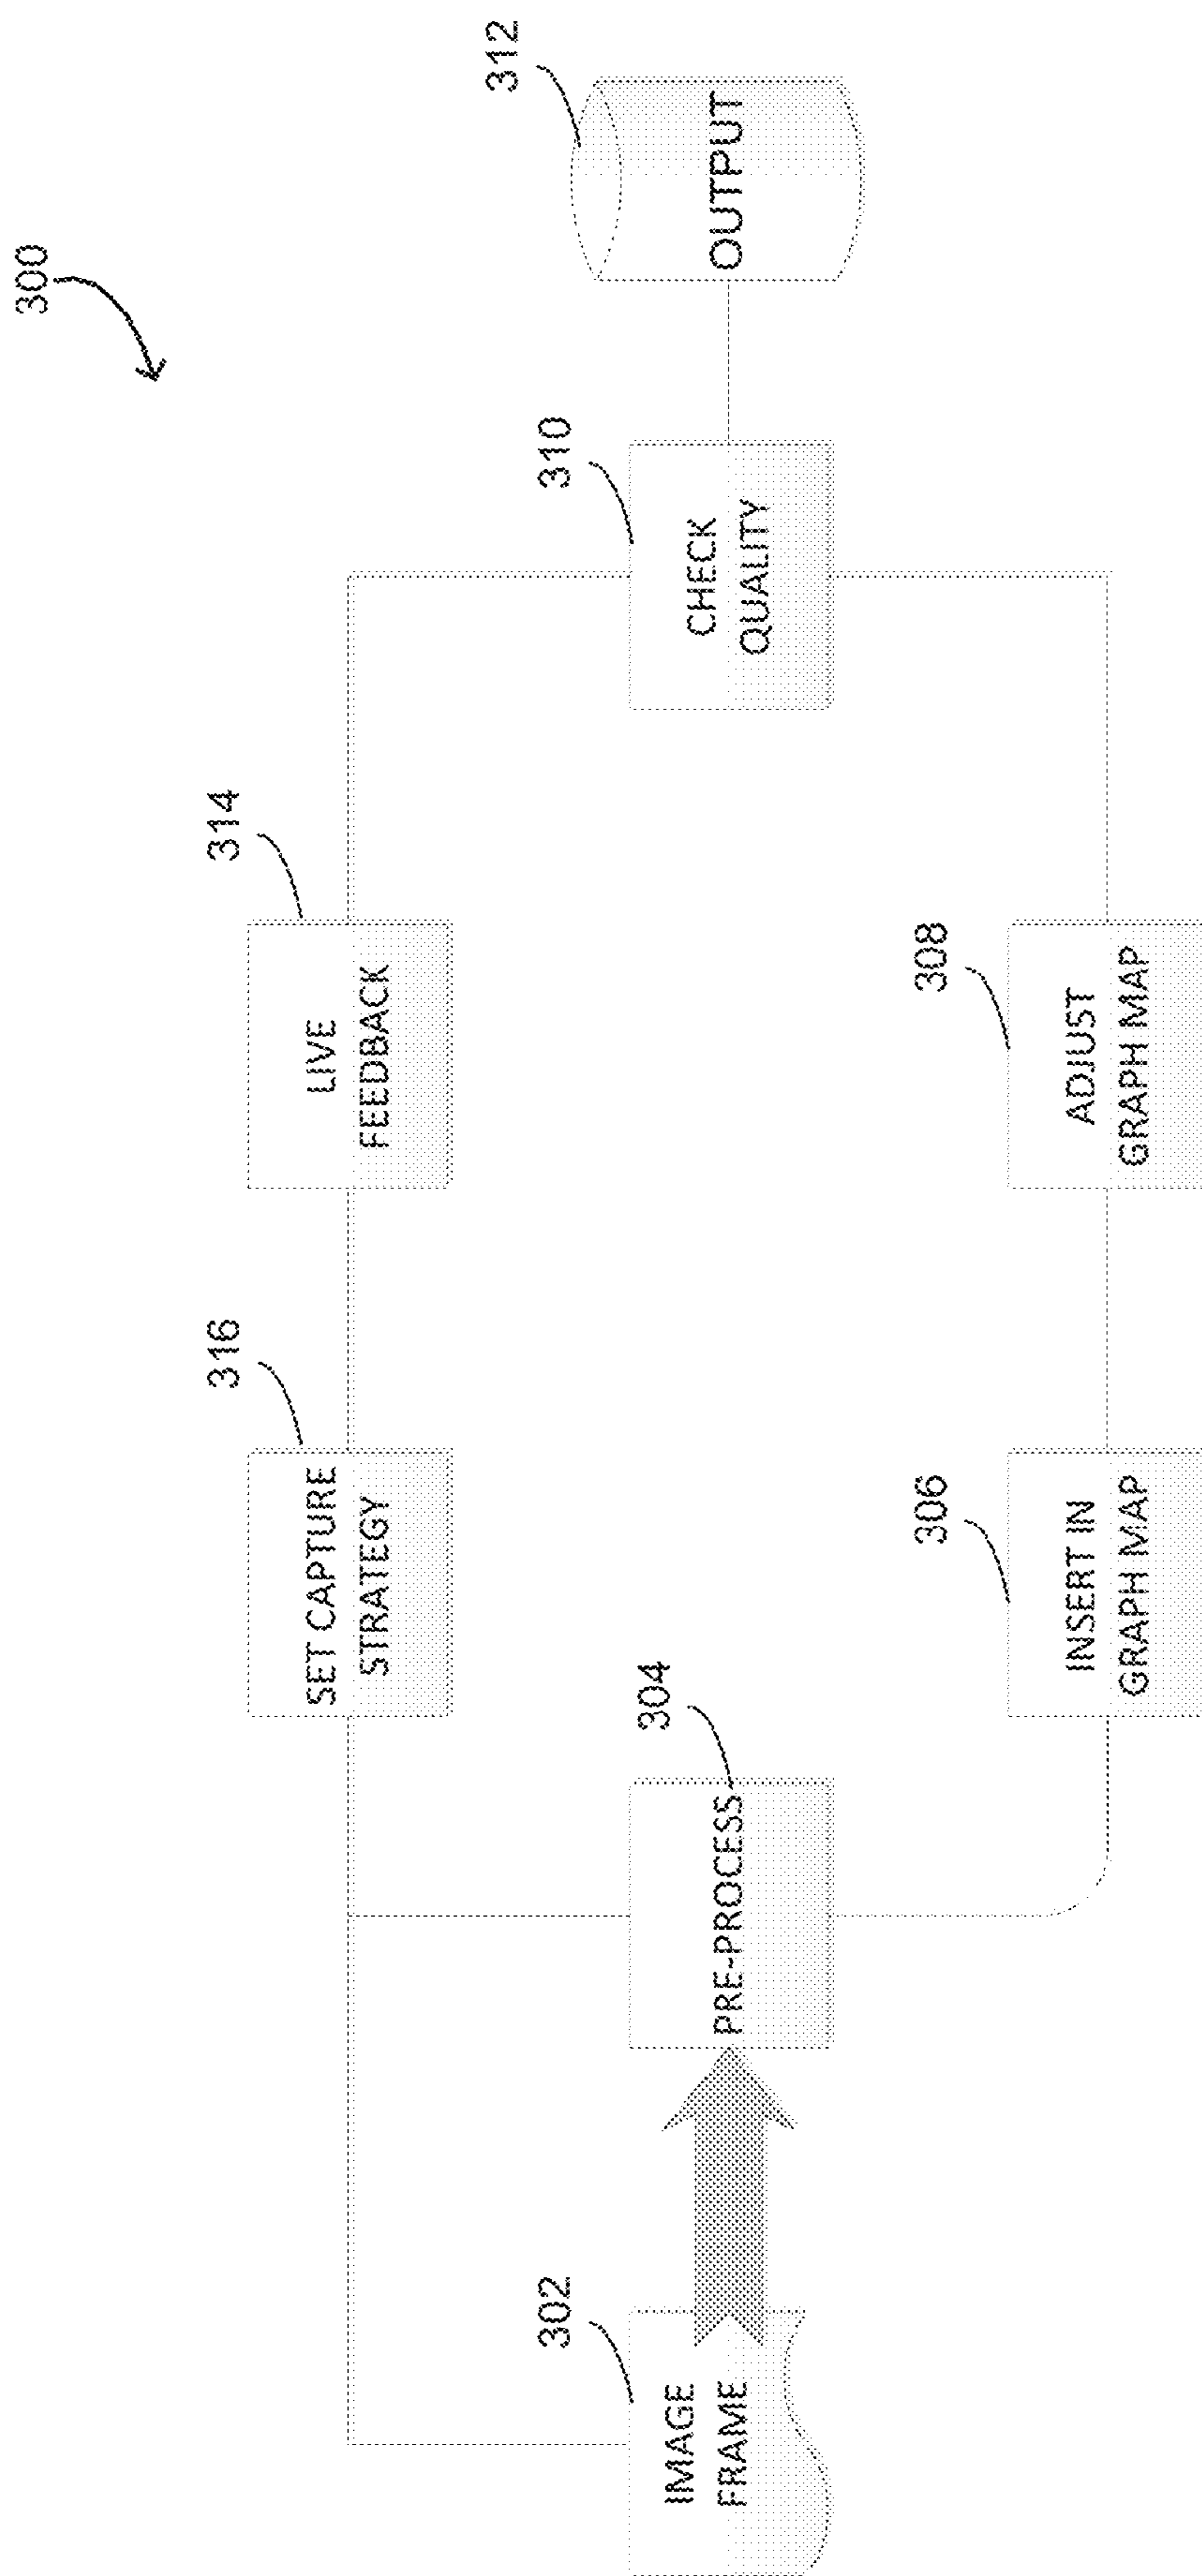 300
316
SET CAPTURE
STRATEGY
314
LIVE
FEEDBACK
302
IMAGE
FRAME
304
PRE-PROCESS
310
CHECK
QUALITY
312
OUTPUT
306
INSERT IN
GRAPH MAP
308
ADJUST
GRAPH MAP